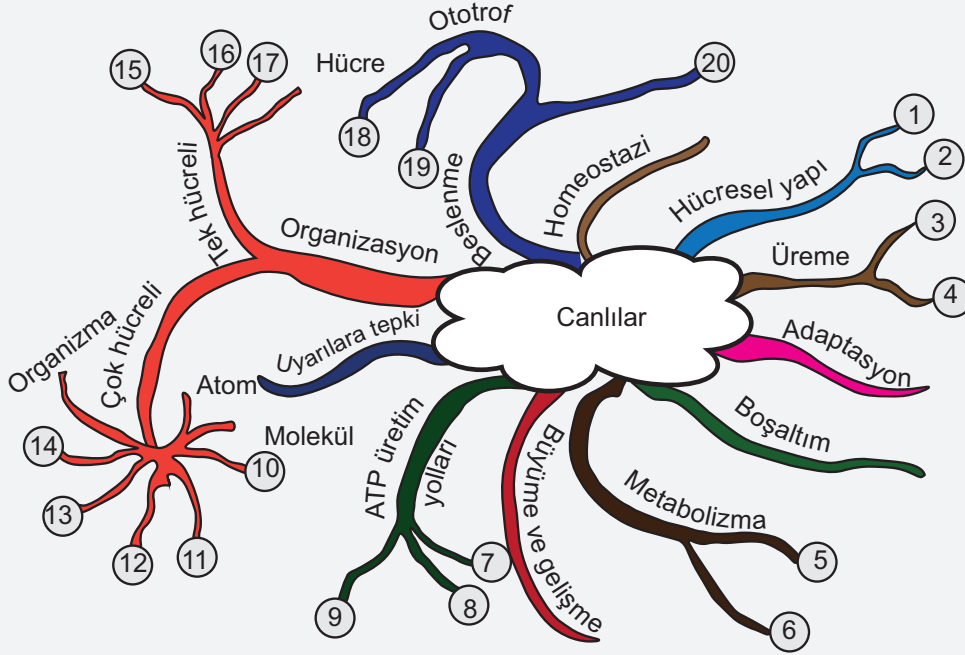 Ototrof
16
17
15
Hücre
20
18
19
1
2
Beslenme
Homeostazi
Hücresel yapı
Tek hücreli
Organizasyon
3
Üreme
4
Canlılar
Çok hücreli
Organizma
Uyarılara tepki
Adaptasyon
Atom
Boşaltım
Molekül
14
10
ATP üretim
yolları
Büyüme ve gelişme
Metabolizma
13
12
11
5
7
8
9
6